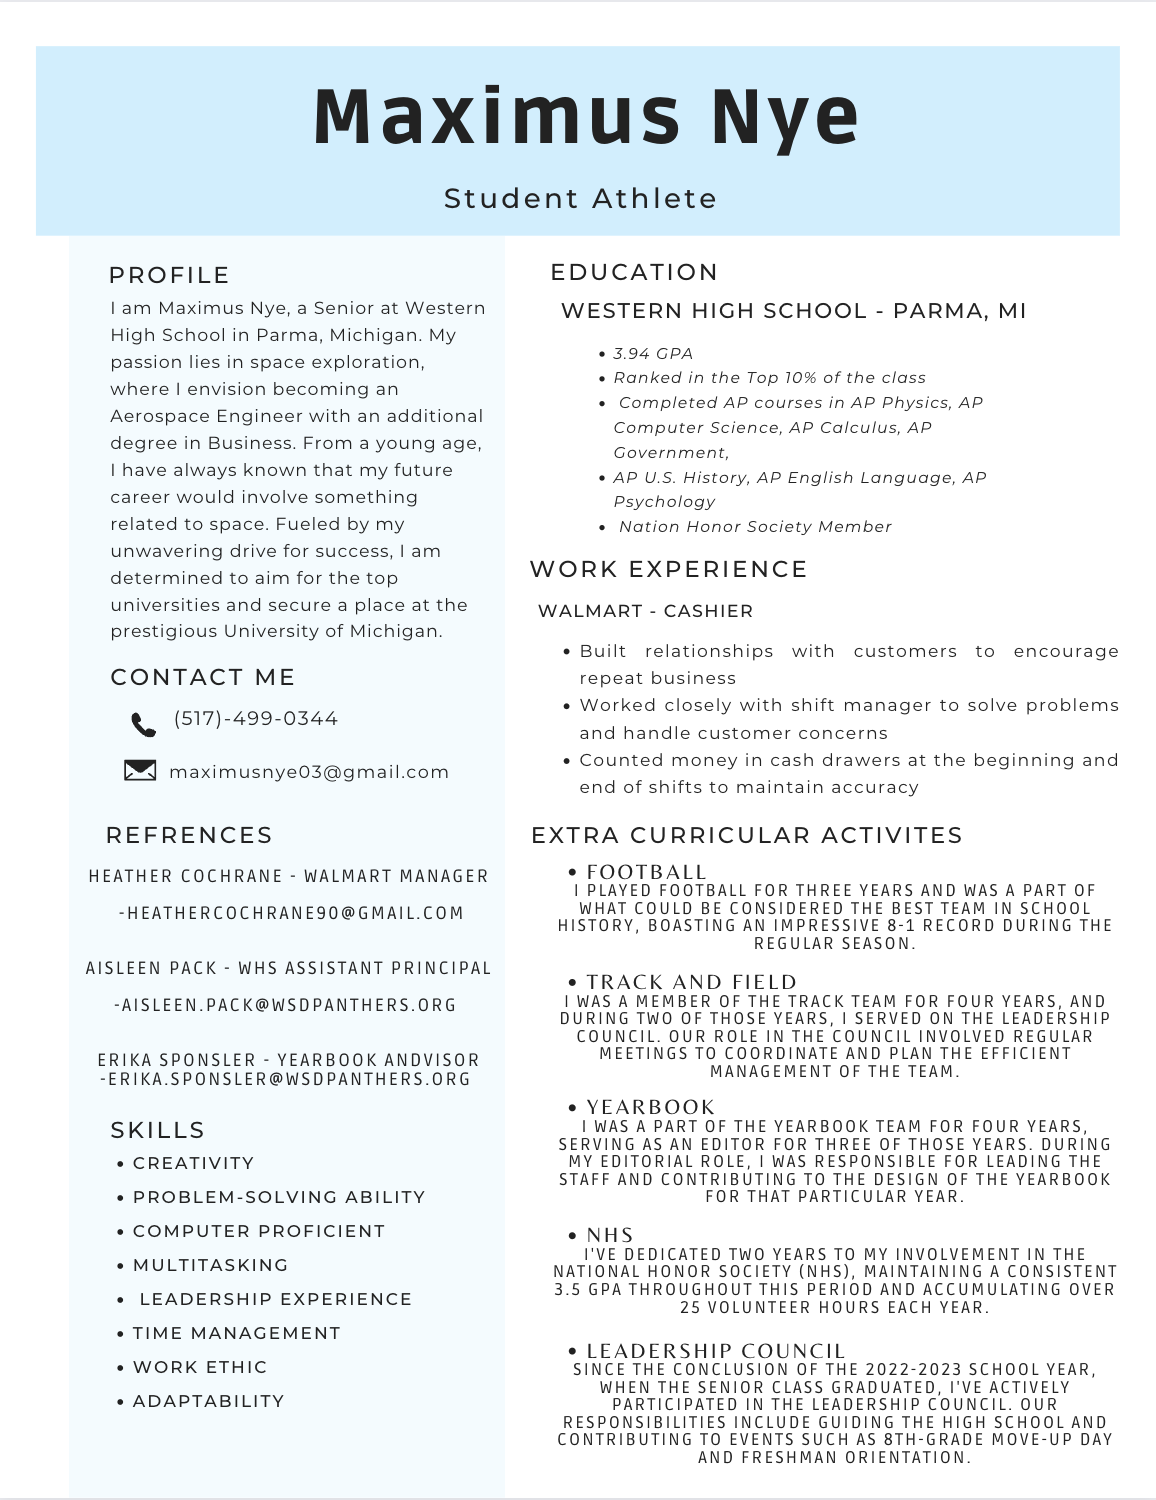 Maximus Nye
Student Athlete
PROFILE
I am Maximus Nye, a Senior at Western
High School in Parma, Michigan. My
passion lies in space exploration,
where I envision becoming an
Aerospace Engineer with an additional
degree in Business. From a young age,
I have always known that my future
career would involve something
related to space. Fueled by my
unwavering drive for success, I am
determined to aim for the top
universities and secure a place at the
prestigious University of Michigan.
CONTACT ME
(517)-499-0344
maximusnye03@gmail.com
REFRENCES
HEATHER COCHRANE - WALMART MANAGER
-HEATHERCOCHRANE90@GMAIL.COM
AISLEEN PACK - WHS ASSISTANT PRINCIPAL
-AISLEEN.PACK@WSDPANTHERS.ORG
ERIKA SPONSLER - YEARBOOK ANDVISOR
-ERIKA.SPONSLER@WSDPANTHERS.ORG
SKILLS
• CREATIVITY
• PROBLEM-SOLVING ABILITY
• COMPUTER PROFICIENT
• MULTITASKING
• LEADERSHIP EXPERIENCE
• TIME MANAGEMENT
• WORK ETHIC
• ADAPTABILITY
EDUCATION
WESTERN HIGH SCHOOL - PARMA, MI
• 3.94 GPA
• Ranked in the Top 10% of the class
• Completed AP courses in AP Physics, AP
Computer Science, AP Calculus, AP
Government,
• AP U.S. History, AP English Language, AP
Psychology
• Nation Honor Society Member
WORK EXPERIENCE
WALMART - CASHIER
• Built relationships with customers to encourage
repeat business
• Worked closely with shift manager to solve problems
and handle customer concerns
• Counted money in cash drawers at the beginning and
end of shifts to maintain accuracy
EXTRA CURRICULAR ACTIVITES
• FOOTBALL
I PLAYED FOOTBALL FOR THREE YEARS AND WAS A PART OF
WHAT COULD BE CONSIDERED THE BEST TEAM IN SCHOOL
HISTORY, BOASTING AN IMPRESSIVE 8-1 RECORD DURING THE
REGULAR SEASON.
• TRACK AND FIELD
I WAS A MEMBER OF THE TRACK TEAM FOR FOUR YEARS, AND
DURING TWO OF THOSE YEARS, I SERVED ON THE LEADERSHIP
COUNCIL. OUR ROLE IN THE COUNCIL INVOLVED REGULAR
MEETINGS TO COORDINATE AND PLAN THE EFFICIENT
MANAGEMENT OF THE TEAM.
• YEARBOOK
I WAS A PART OF THE YEARBOOK TEAM FOR FOUR YEARS,
SERVING AS AN EDITOR FOR THREE OF THOSE YEARS. DURING
MY EDITORIAL ROLE, I WAS RESPONSIBLE FOR LEADING THE
STAFF AND CONTRIBUTING TO THE DESIGN OF THE YEARBOOK
FOR THAT PARTICULAR YEAR.
• NHS
I'VE DEDICATED TWO YEARS TO MY INVOLVEMENT IN THE
NATIONAL HONOR SOCIETY (NHS), MAINTAINING A CONSISTENT
3.5 GPA THROUGHOUT THIS PERIOD AND ACCUMULATING OVER
25 VOLUNTEER HOURS EACH YEAR.
• LEADERSHIP COUNCIL
SINCE THE CONCLUSION OF THE 2022-2023 SCHOOL YEAR,
WHEN THE SENIOR CLASS GRADUATED, I'VE ACTIVELY
PARTICIPATED IN THE LEADERSHIP COUNCIL. OUR
RESPONSIBILITIES INCLUDE GUIDING THE HIGH SCHOOL AND
CONTRIBUTING TO EVENTS SUCH AS 8TH-GRADE MOVE-UP DAY
AND FRESHMAN ORIENTATION.